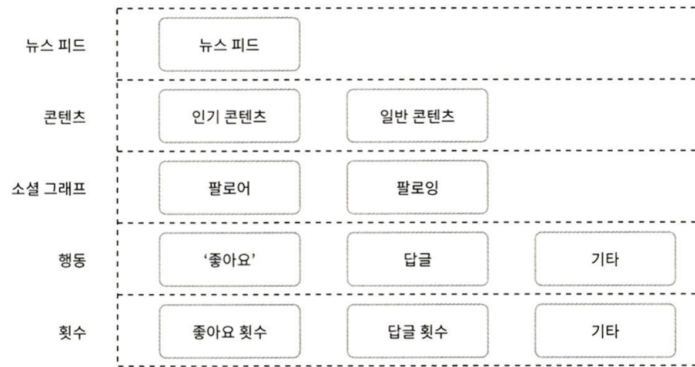 뉴스 피드 뉴스 피드
콘텐츠 인기 콘텐츠 일반 콘텐츠
소셜 그래프 팔로어 팔로잉
행동 ‘좋아요’ 답글 기타
횟수 좋아요 횟수 답글 횟수 기타